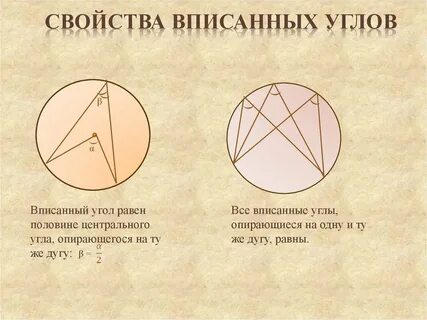 СВОЙСТВА ВПИСАННЫХ УГЛОВ
β
α
Вписанный угол равен
половине центрального
угла, опирающегося на ту
же дугу: β = α/2
Все вписанные углы,
опирающиеся на одну и ту
же дугу, равны.